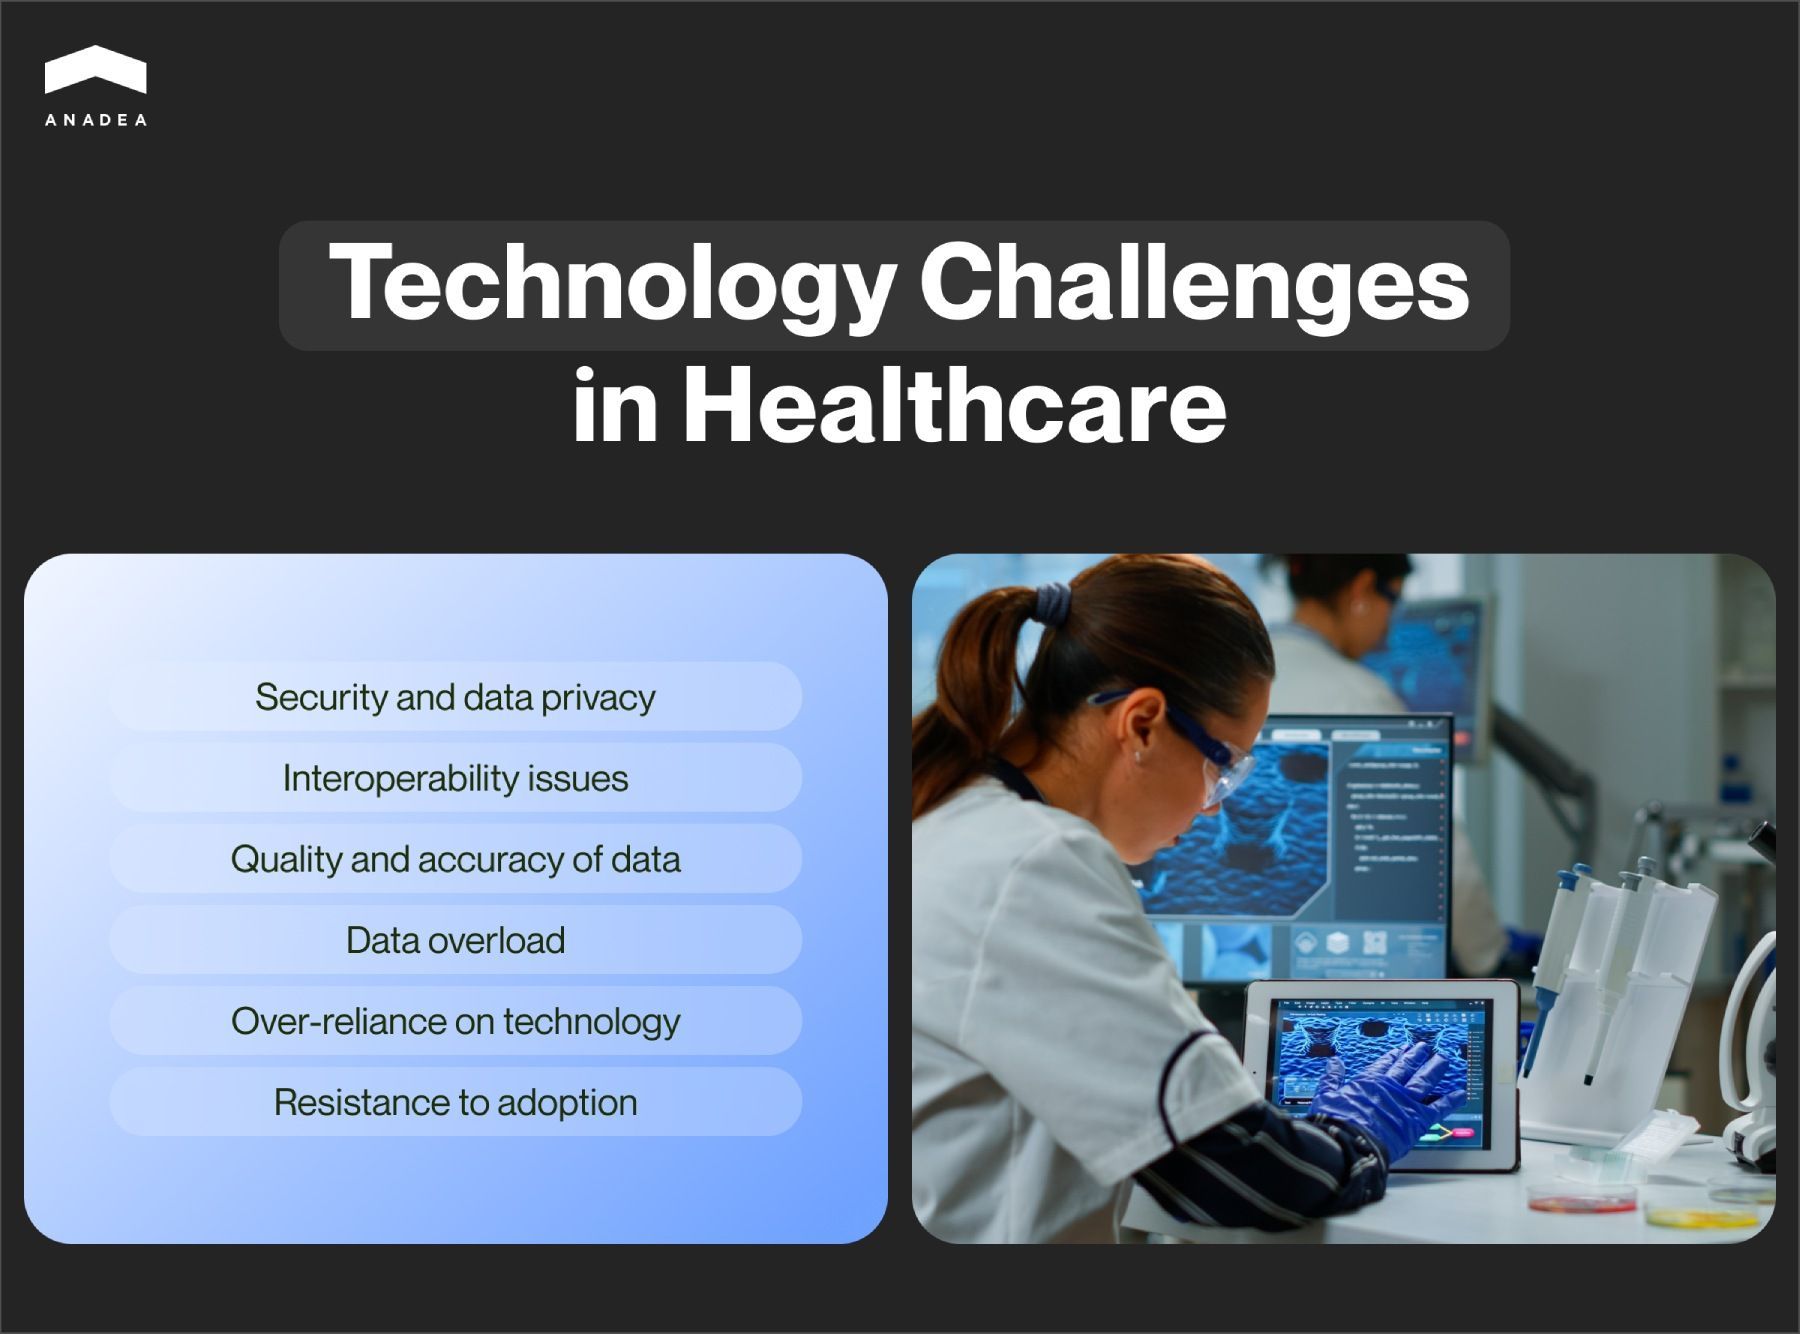 ANADEA
Technology Challenges
in Healthcare
Security and data privacy
Interoperability issues
Quality and accuracy of data
Data overload
Over-reliance on technology
Resistance to adoption